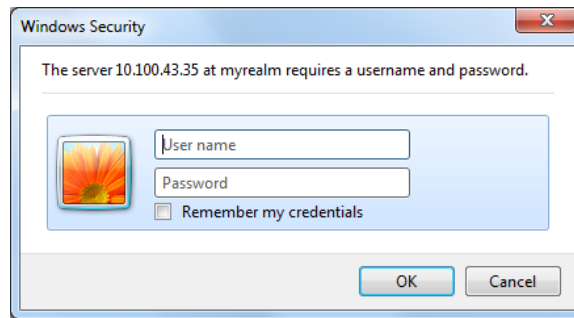 Windows Security
The server 10.100.43.35 at myrealm requires a username and password.
User name
Password
Remember my credentials
OK
Cancel